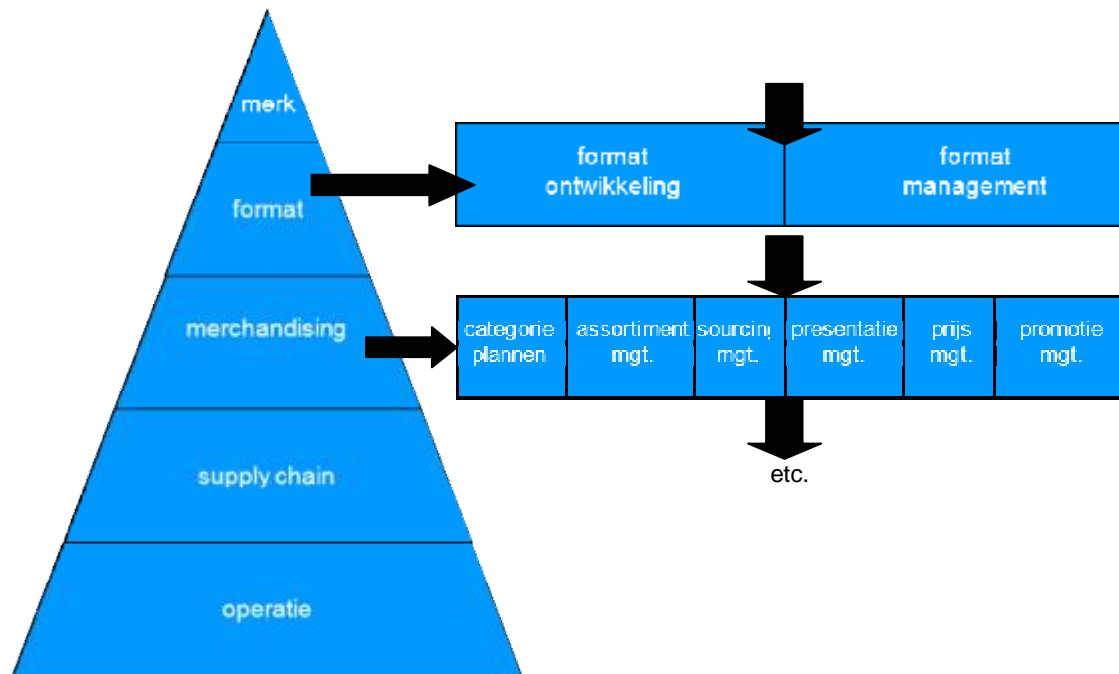 merk
format
merchandising
supply chain
operatie
format
ontwikkeling
format
management
categorie
plannen
assortiment
mgt.
sourcing
mgt.
presentatie
mgt.
prijs
mgt.
promotie
mgt.
etc.